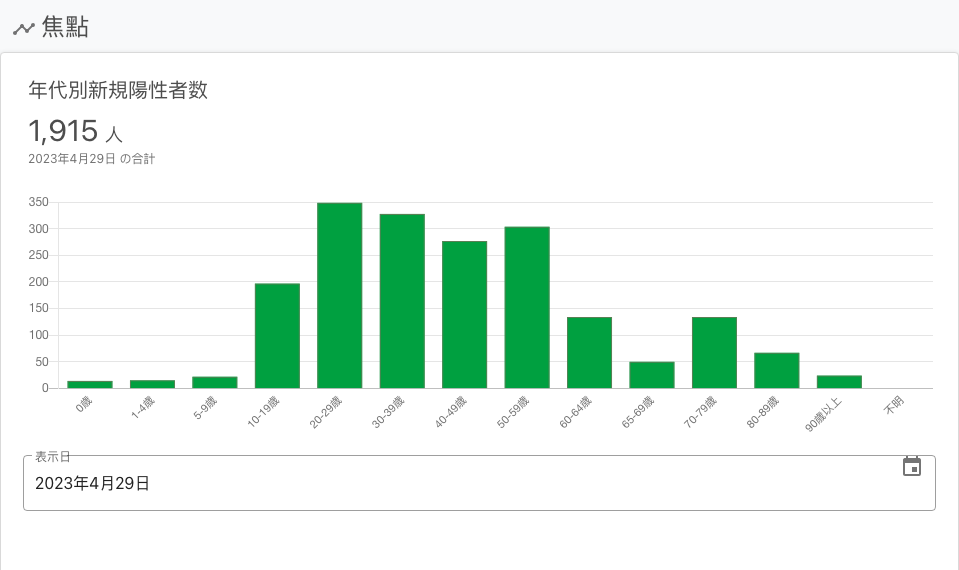 焦點
年代別新規陽性者数
1,915 人
2023年4月29日 の合計
350
300
250
200
150
100
50
0
0歳
1-4歳
5-9歳
10-19歳
20-29歳
30-39歳
40-49歳
50-59歳
60-64歳
65-69歳
70-79歳
80-89歳
90歳以上
不明
表示日
2023年4月29日